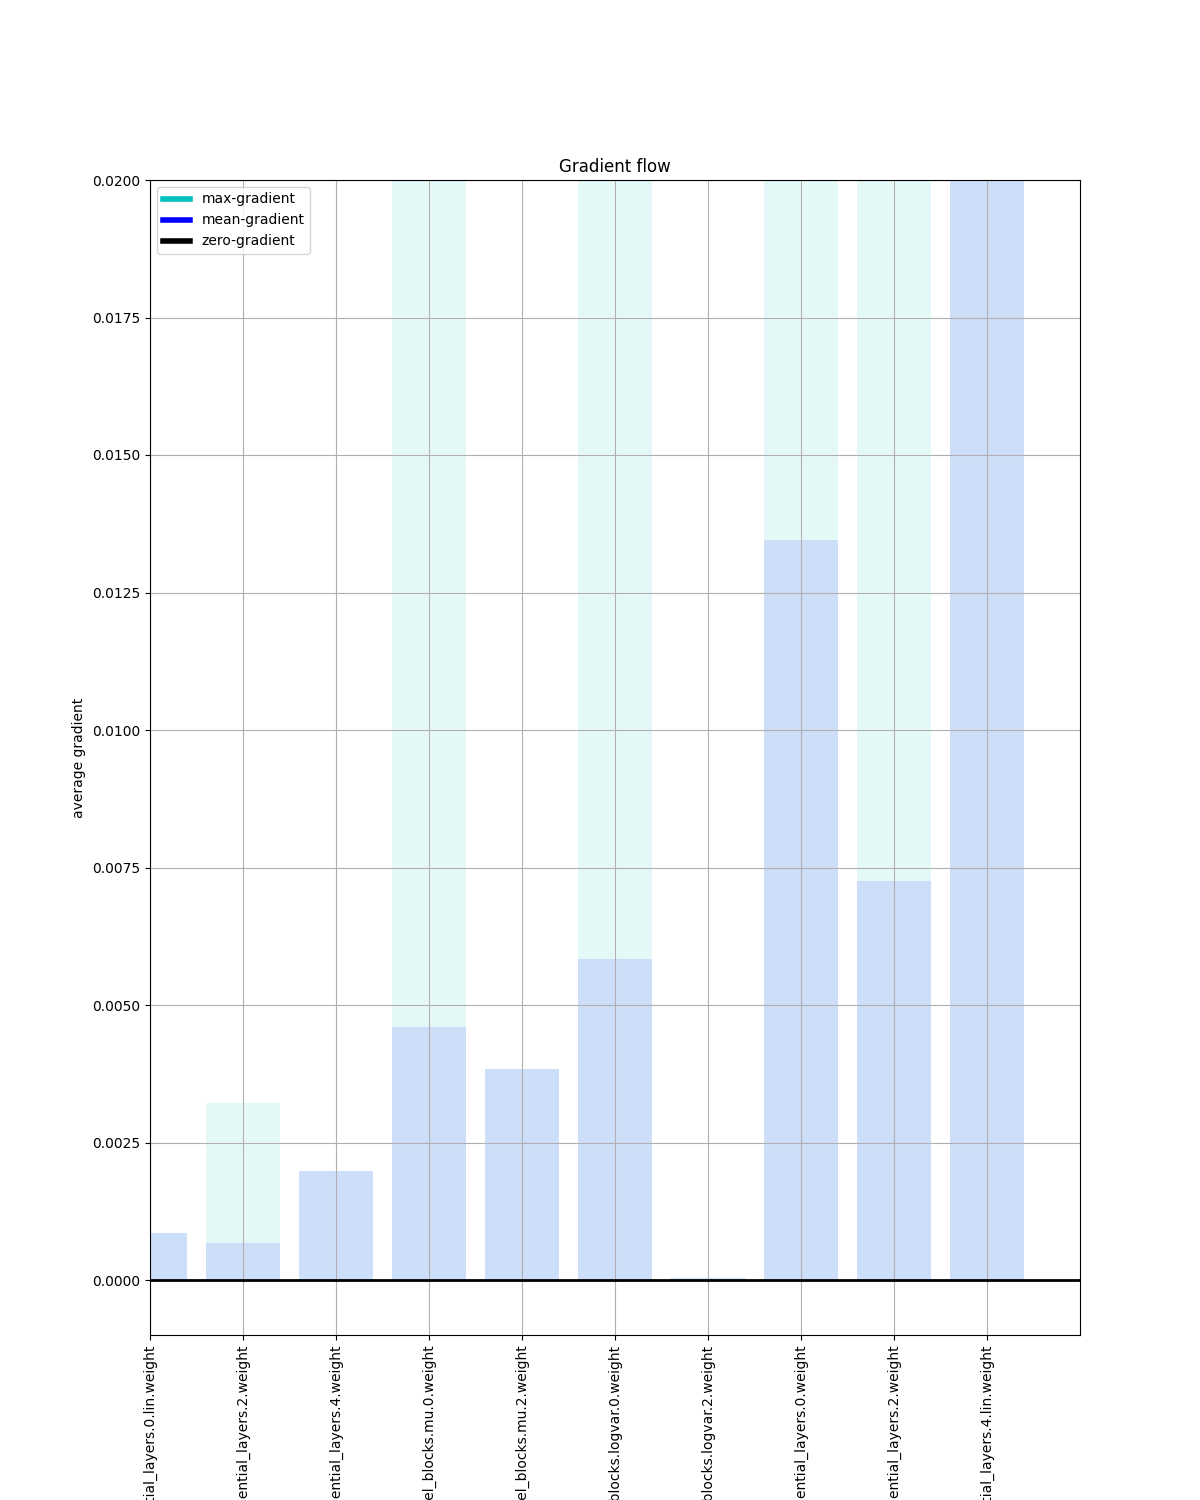 Gradient flow
max-gradient
mean-gradient
zero-gradient
0.0200
0.0175
0.0150
0.0125
0.0100
0.0075
0.0050
0.0025
0.0000
average gradient
tial_layers.0.lin.weight
ential_layers.2.weight
ential_layers.4.weight
el_blocks.mu.0.weight
el_blocks.mu.2.weight
blocks.logvar.0.weight
blocks.logvar.2.weight
ential_layers.0.weight
ential_layers.2.weight
tial_layers.4.lin.weight